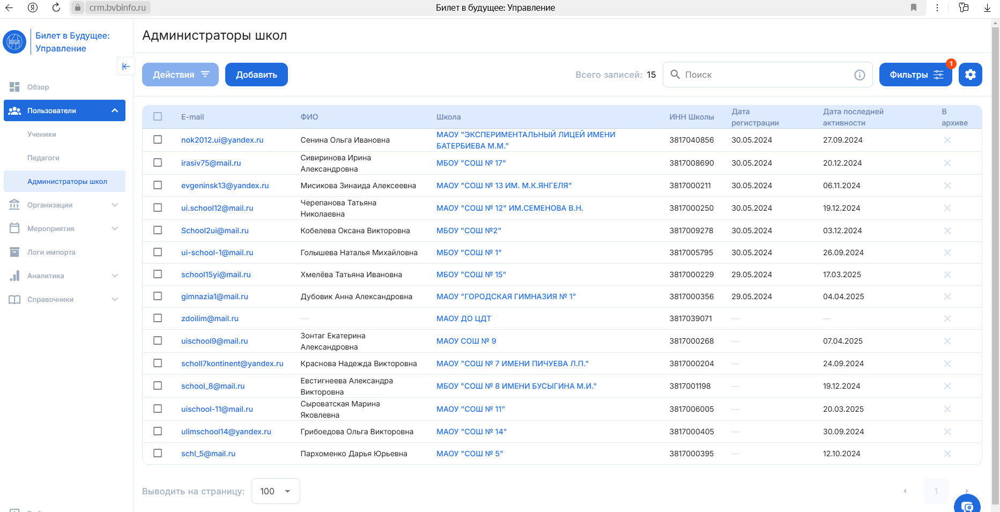 crm.bvbinfo.ru
Билет в будущее: Управление
Билет в Будущее:
Управление
Администраторы школ
Действия
Добавить
Всего записей: 15
Поиск
Фильтры
1
Обзор
Пользователи
Ученики
Педагоги
Администраторы школ
Организации
Мероприятия
Логи импорта
Аналитика
Справочники
E-mail ФИО Школа ИНН Школы Дата регистрации Дата последней активности В архиве
nok2012.ui@yandex.ru Сенина Ольга Ивановна МАОУ "ЭКСПЕРИМЕНТАЛЬНЫЙ ЛИЦЕЙ ИМЕНИ БАТЕРБИЕВА М.М." 3817040856 30.05.2024 27.09.2024
irasiv75@mail.ru Сивиринова Ирина Александровна МБОУ "СОШ № 17" 3817008690 30.05.2024 20.12.2024
evgeninsk13@yandex.ru Мисикова Зинаида Алексеевна МАОУ "СОШ № 13 ИМ. М.К.ЯНГЕЛЯ" 3817000211 30.05.2024 06.11.2024
ui.school12@mail.ru Черепанова Татьяна Николаевна МАОУ "СОШ № 12" ИМ.СЕМЕНОВА В.Н. 3817000250 30.05.2024 19.12.2024
School2ui@mail.ru Кобелева Оксана Викторовна МБОУ "СОШ №2" 3817009278 30.05.2024 03.12.2024
ui-school-1@mail.ru Голышева Наталья Михайловна МБОУ "СОШ № 1" 3817005795 30.05.2024 26.09.2024
school15yi@mail.ru Хмелёва Татьяна Ивановна МБОУ "СОШ № 15" 3817000229 29.05.2024 17.03.2025
gimnazia1@mail.ru Дубовик Анна Александровна МАОУ "ГОРОДСКАЯ ГИМНАЗИЯ № 1" 3817000356 29.05.2024 04.04.2025
zdoilim@mail.ru — МАОУ ДО ЦДТ 3817039071 — —
uischool9@mail.ru Зонтаг Екатерина Александровна МАОУ СОШ № 9 3817000268 — 07.04.2025
scholl7kontinent@yandex.ru Краснова Надежда Викторовна МАОУ "СОШ № 7 ИМЕНИ ПИЧУЕВА Л.П." 3817000204 — 24.09.2024
school_8@mail.ru Евстигнеева Александра Викторовна МБОУ "СОШ № 8 ИМЕНИ БУСЫГИНА М.И." 3817001198 — 19.12.2024
uischool-11@mail.ru Сыроватская Марина Яковлевна МАОУ "СОШ № 11" 3817006005 — 20.03.2025
ulimschool14@yandex.ru Грибоедова Ольга Викторовна МАОУ "СОШ № 14" 3817000405 — 30.09.2024
schl_5@mail.ru Пархоменко Дарья Юрьевна МАОУ "СОШ № 5" 3817000395 — 12.10.2024
Выводить на страницу: 100
1